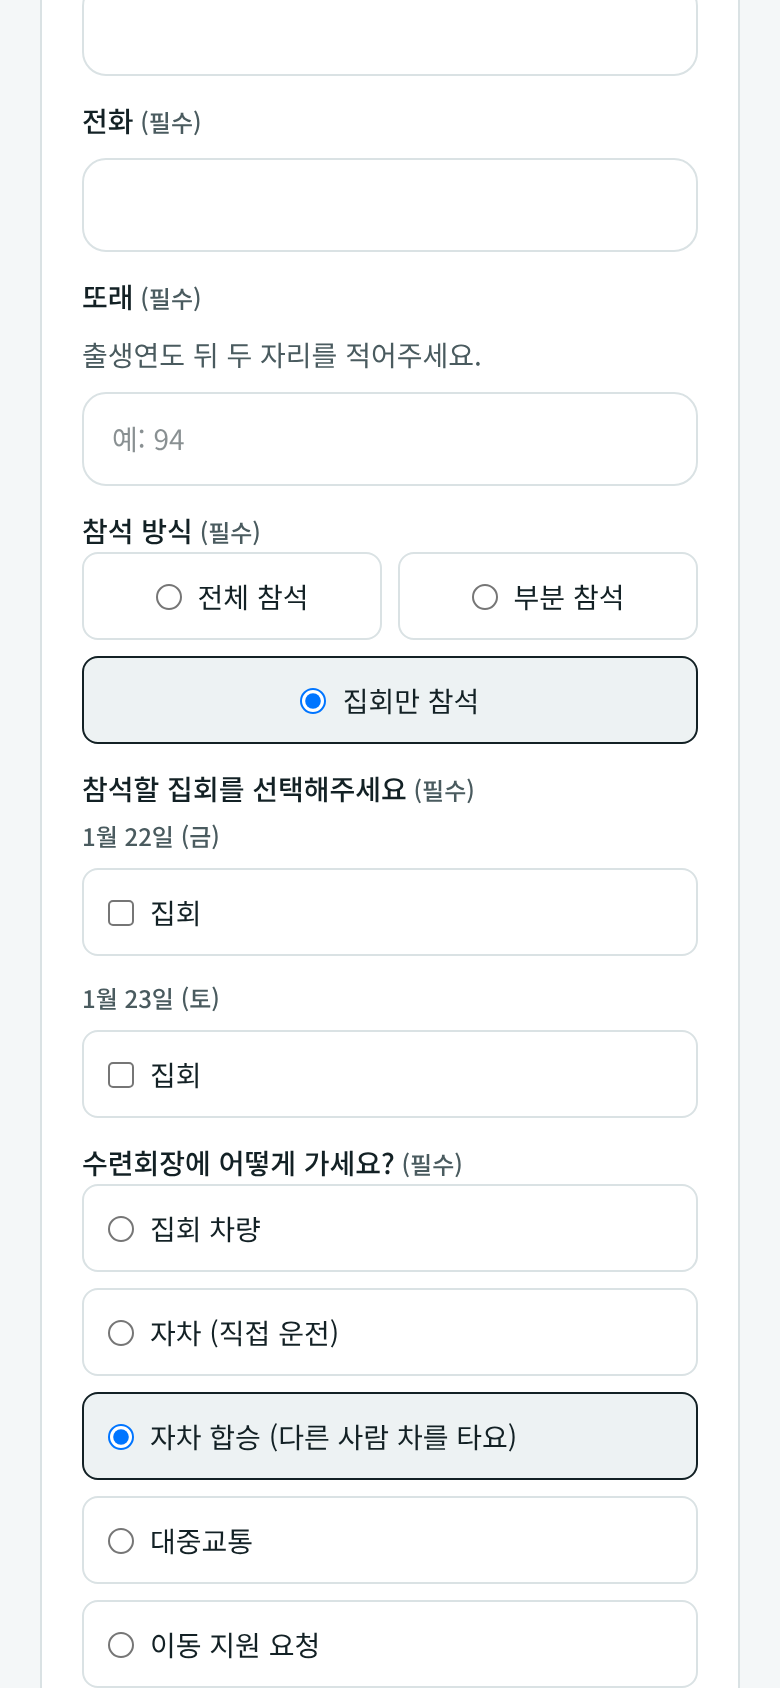 전화 (필수)
또래 (필수)
출생연도 뒤 두 자리를 적어주세요.
예: 94
참석 방식 (필수)
전체 참석
부분 참석
집회만 참석
참석할 집회를 선택해주세요 (필수)
1월 22일 (금)
집회
1월 23일 (토)
집회
수련회장에 어떻게 가세요? (필수)
집회 차량
자차 (직접 운전)
자차 합승 (다른 사람 차를 타요)
대중교통
이동 지원 요청